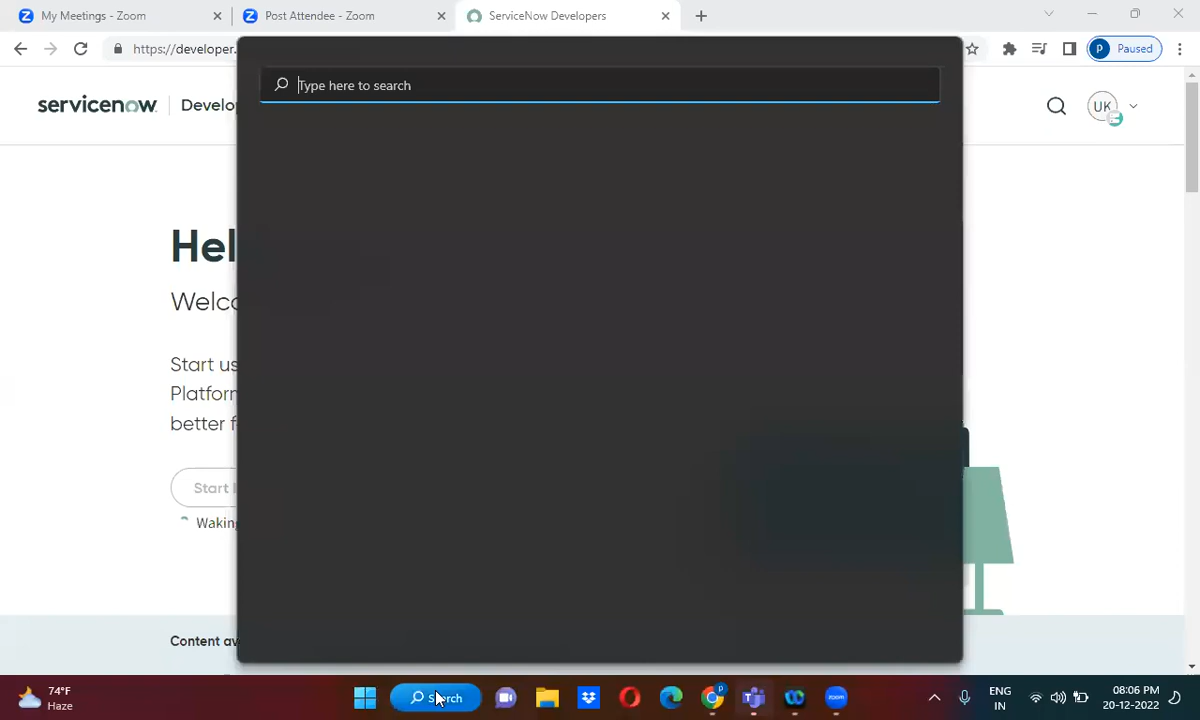 My Meetings - Zoom
Post Attendee - Zoom
ServiceNow Developers
https://developer.
P Paused
Type here to search
servicenow
Develo
UK
Hel
Welco
Start us
Platform
better f
Start I
Waking
Content av
74°F
Haze
Search
P
zoom
ENG
IN
08:06 PM
20-12-2022